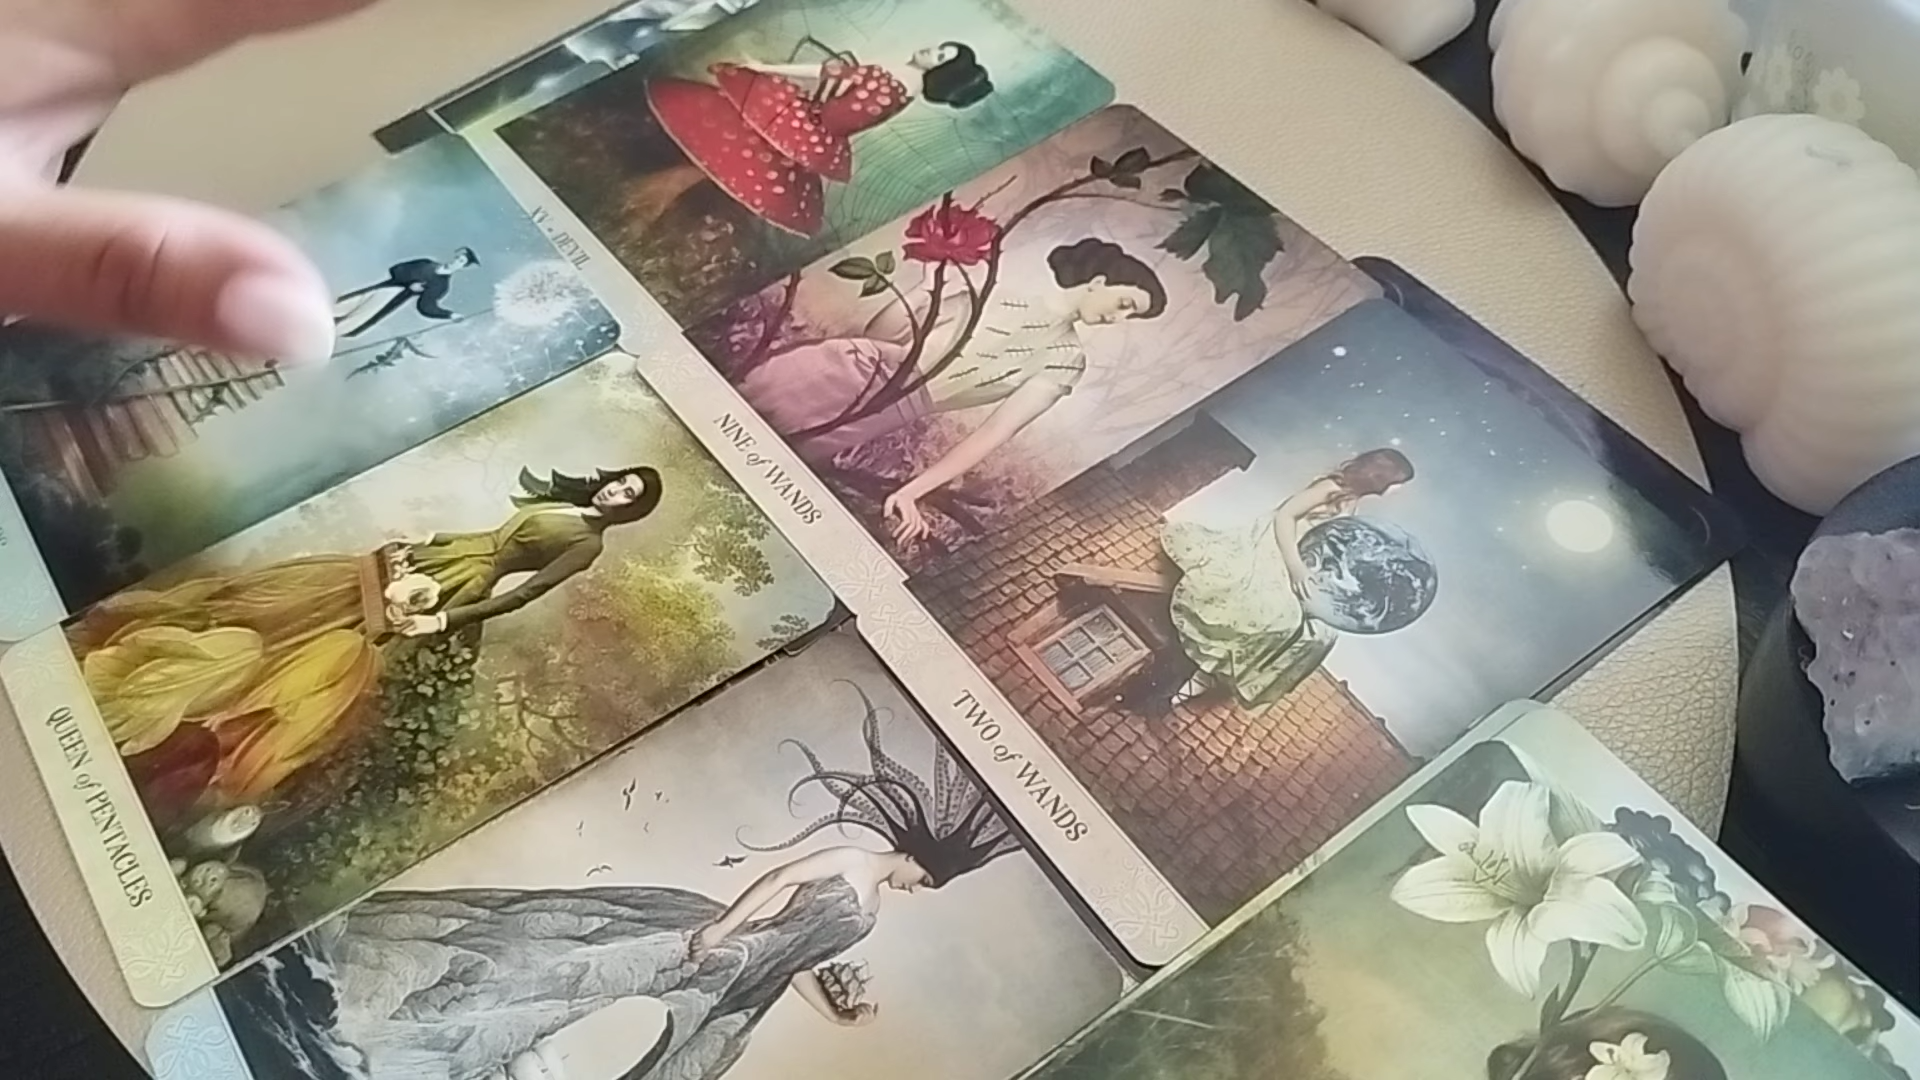 XV • DEVIL
NINE of WANDS
TWO of WANDS
QUEEN of PENTACLES